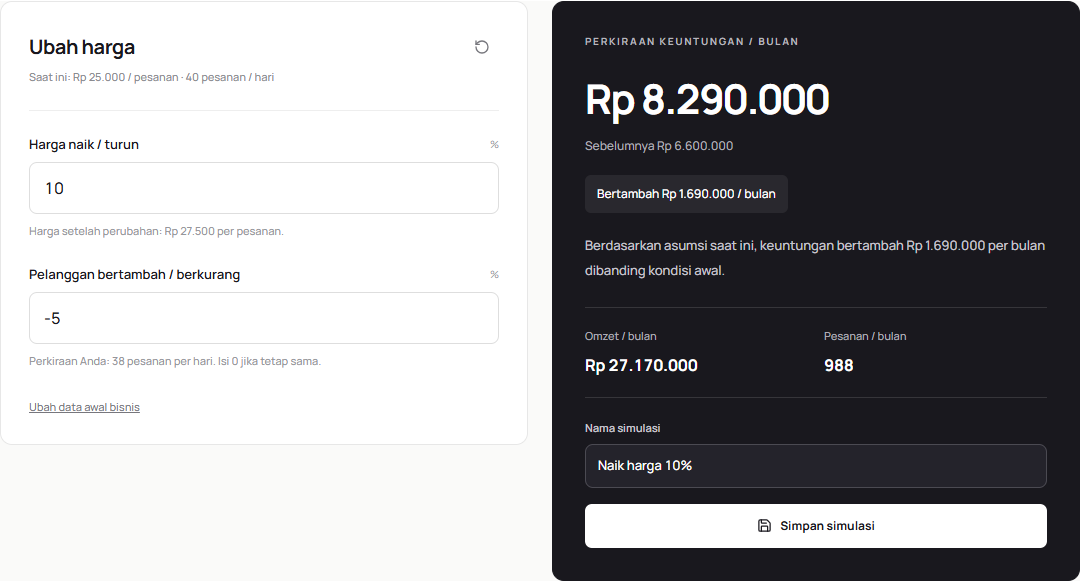 Ubah harga
Saat ini: Rp 25.000 / pesanan · 40 pesanan / hari
Harga naik / turun
%
10
Harga setelah perubahan: Rp 27.500 per pesanan.
Pelanggan bertambah / berkurang
%
-5
Perkiraan Anda: 38 pesanan per hari. Isi 0 jika tetap sama.
Ubah data awal bisnis
PERKIRAAN KEUNTUNGAN / BULAN
Rp 8.290.000
Sebelumnya Rp 6.600.000
Bertambah Rp 1.690.000 / bulan
Berdasarkan asumsi saat ini, keuntungan bertambah Rp 1.690.000 per bulan
dibanding kondisi awal.
Omzet / bulan
Rp 27.170.000
Pesanan / bulan
988
Nama simulasi
Naik harga 10%
Simpan simulasi